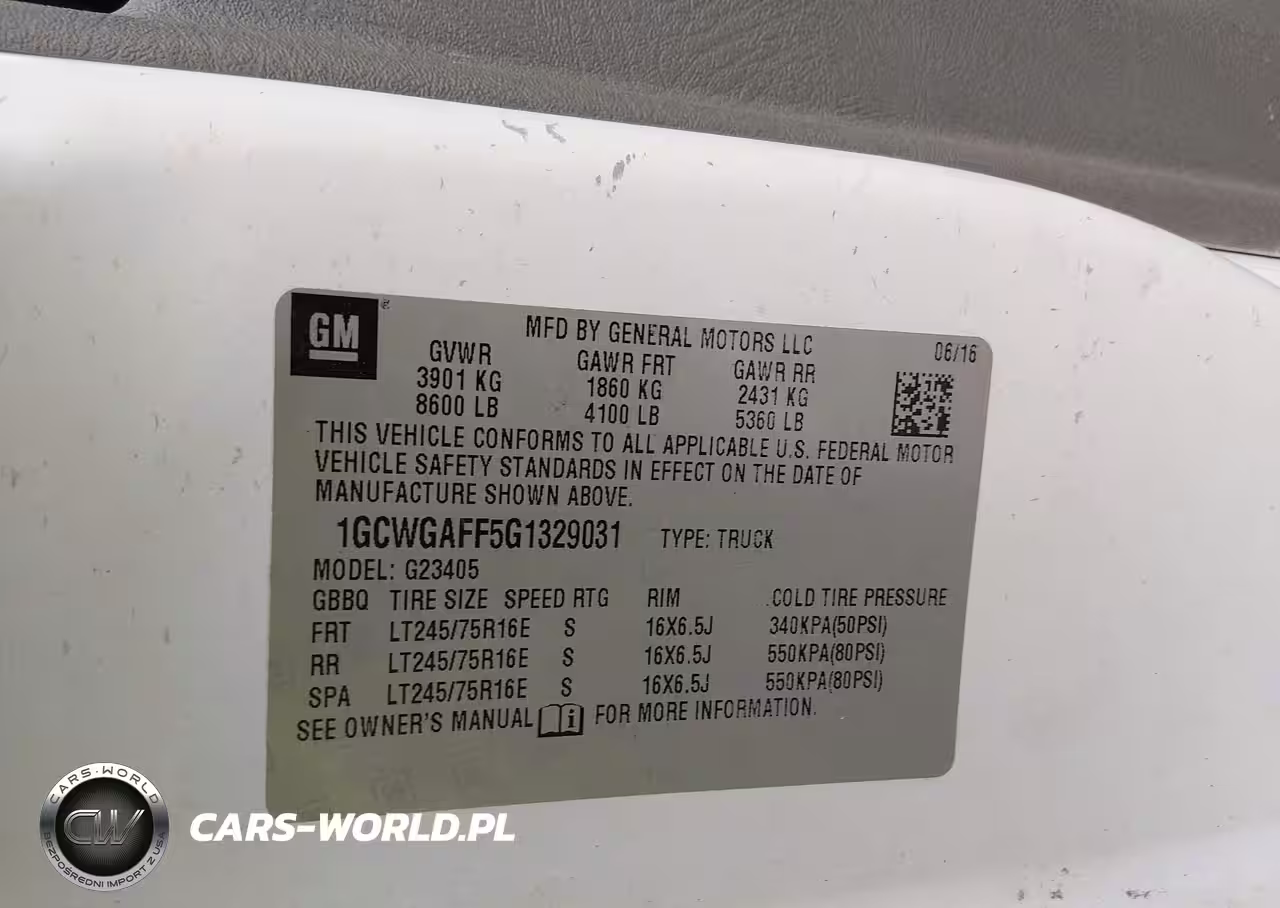 GM
MFD BY GENERAL MOTORS LLC
06/16
GVWR GAWR FRT GAWR RR
3901 KG 1860 KG 2431 KG
8600 LB 4100 LB 5360 LB
THIS VEHICLE CONFORMS TO ALL APPLICABLE U.S. FEDERAL MOTOR
VEHICLE SAFETY STANDARDS IN EFFECT ON THE DATE OF
MANUFACTURE SHOWN ABOVE.
1GCWGAFF5G1329031 TYPE: TRUCK
MODEL: G23405
GBBQ TIRE SIZE SPEED RTG RIM COLD TIRE PRESSURE
FRT LT245/75R16E S 16X6.5J 340KPA(50PSI)
RR LT245/75R16E S 16X6.5J 550KPA(80PSI)
SPA LT245/75R16E S 16X6.5J 550KPA(80PSI)
SEE OWNER'S MANUAL FOR MORE INFORMATION.
CARS-WORLD
CW
BEZPOŚREDNI IMPORT Z USA
CARS-WORLD.PL